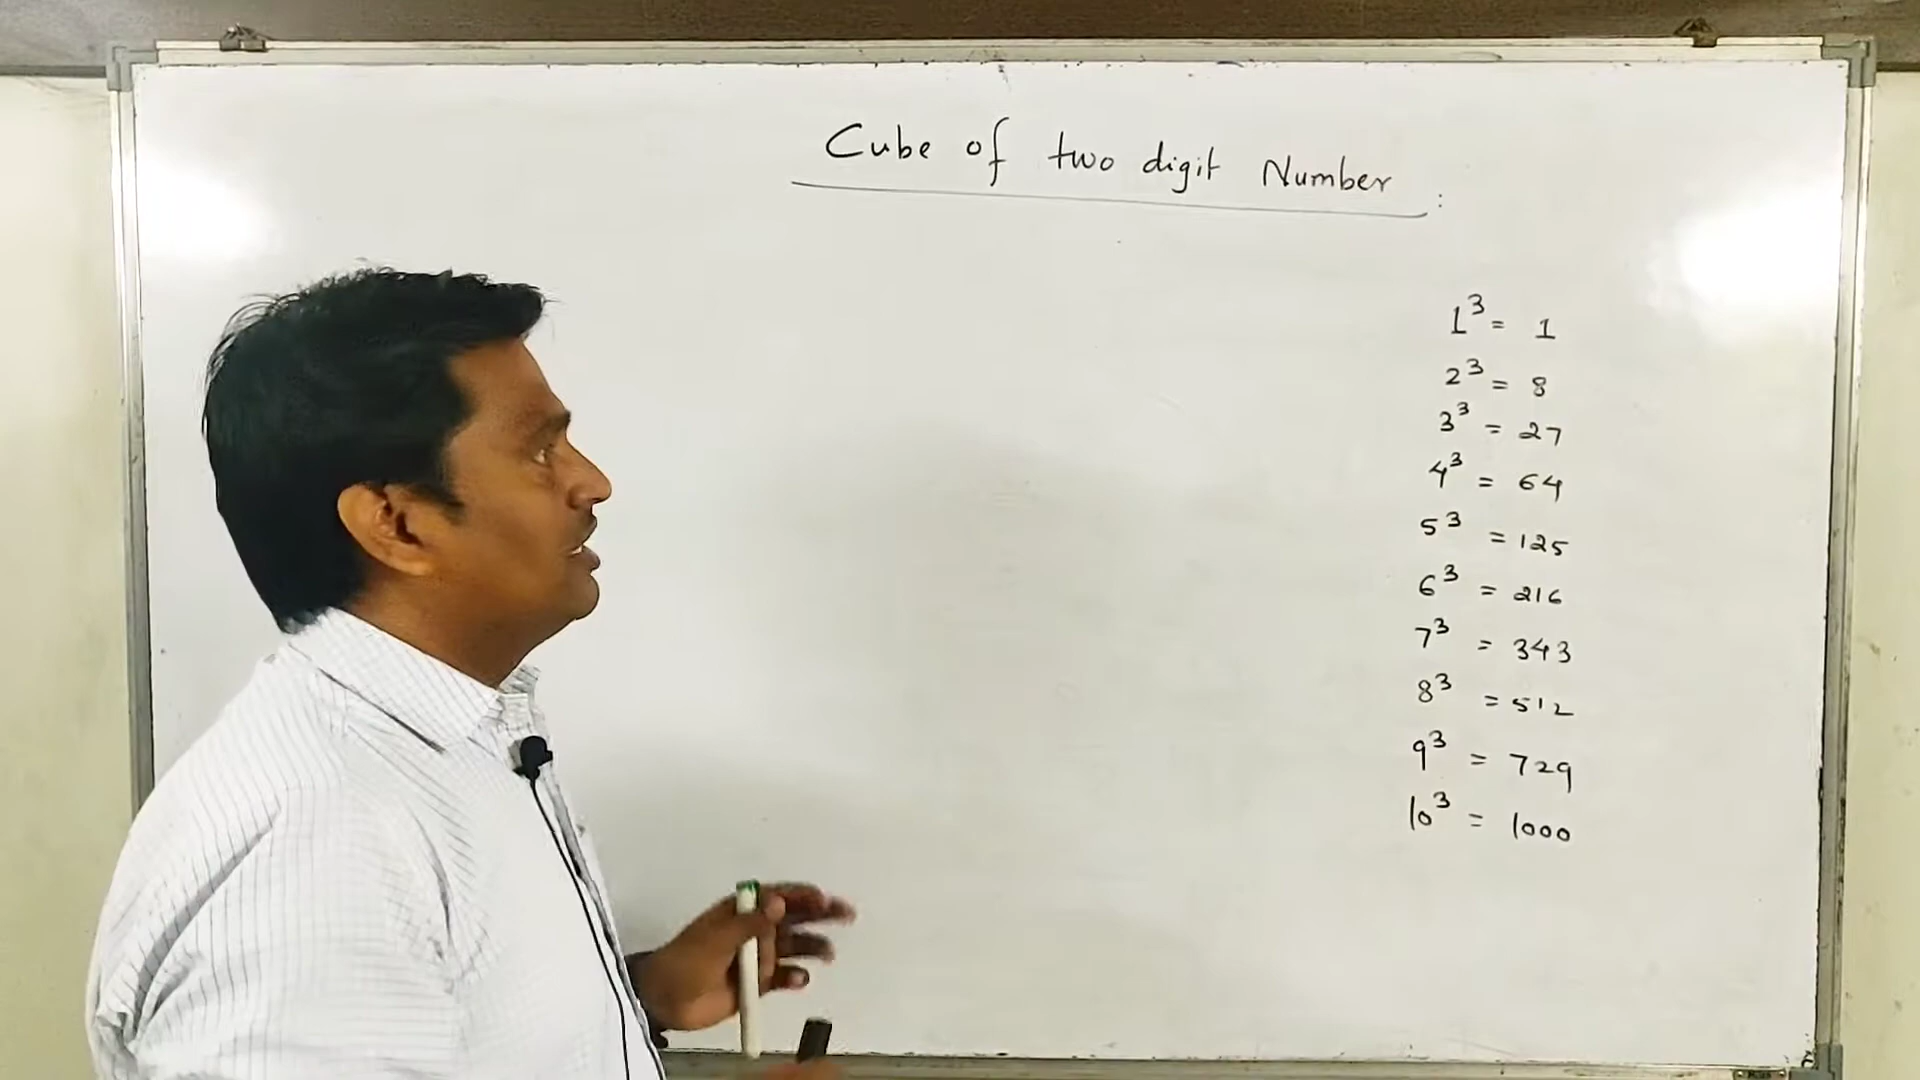 Cube of two digit Number :
1³ = 1
2³ = 8
3³ = 27
4³ = 64
5³ = 125
6³ = 216
7³ = 343
8³ = 512
9³ = 729
10³ = 1000